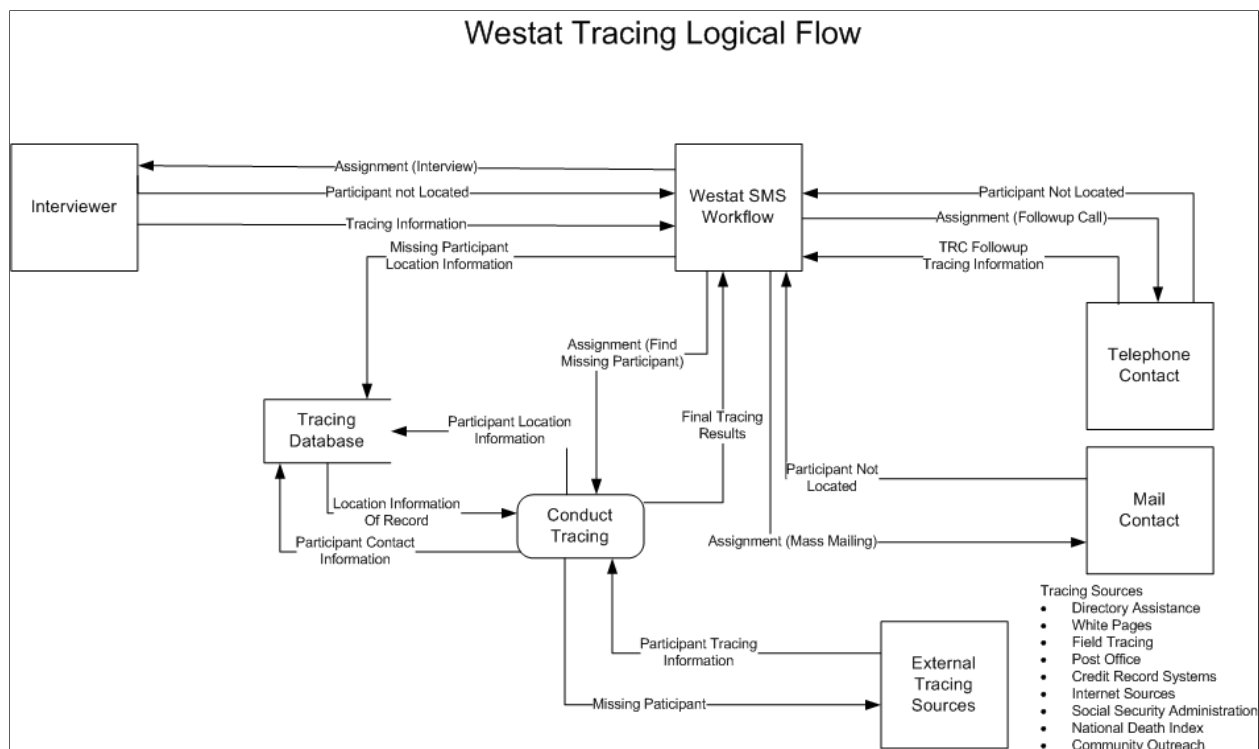 Westat Tracing Logical Flow
Interviewer
Assignment (Interview)
Participant not Located
Tracing Information
Westat SMS
Workflow
Participant Not Located
Assignment (Followup Call)
TRC Followup
Tracing Information
Missing Participant
Location Information
Telephone
Contact
Assignment (Find
Missing Participant)
Tracing
Database
Participant Location
Information
Final Tracing
Results
Participant Not
Located
Mail
Contact
Location Information
Of Record
Conduct
Tracing
Participant Contact
Information
Assignment (Mass Mailing)
Participant Tracing
Information
External
Tracing
Sources
Missing Paticipant
Tracing Sources
• Directory Assistance
• White Pages
• Field Tracing
• Post Office
• Credit Record Systems
• Internet Sources
• Social Security Administration
• National Death Index
• Community Outreach